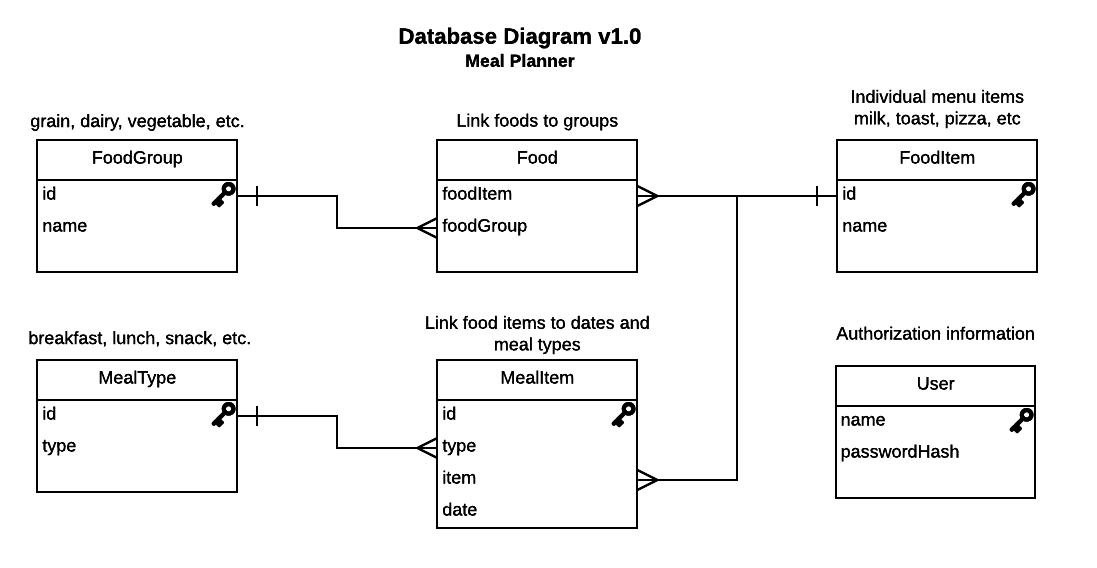 Database Diagram v1.0
Meal Planner
grain, dairy, vegetable, etc.
FoodGroup
id
name
Link foods to groups
Food
foodItem
foodGroup
Individual menu items
milk, toast, pizza, etc
FoodItem
id
name
breakfast, lunch, snack, etc.
MealType
id
type
Link food items to dates and
meal types
MealItem
id
type
item
date
Authorization information
User
name
passwordHash